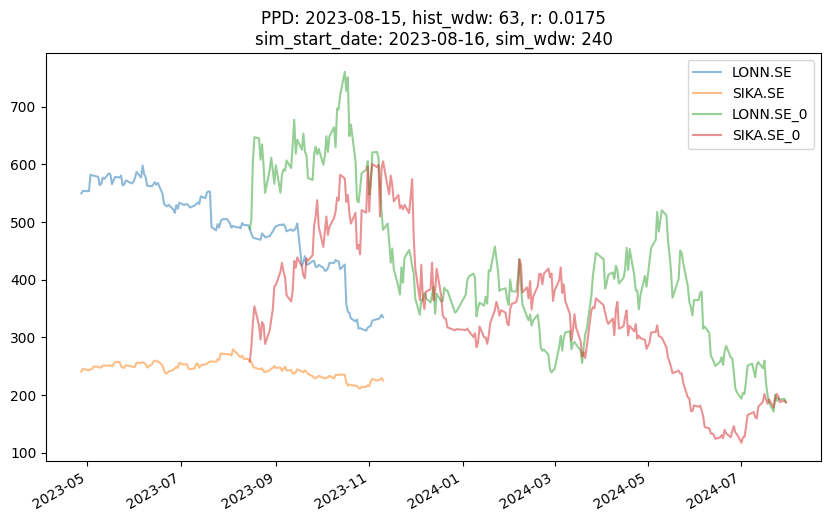 PPD: 2023-08-15, hist_wdw: 63, r: 0.0175
sim_start_date: 2023-08-16, sim_wdw: 240
LONN.SE
SIKA.SE
LONN.SE_0
SIKA.SE_0
700
600
500
400
300
200
100
2023-05
2023-07
2023-09
2023-11
2024-01
2024-03
2024-05
2024-07